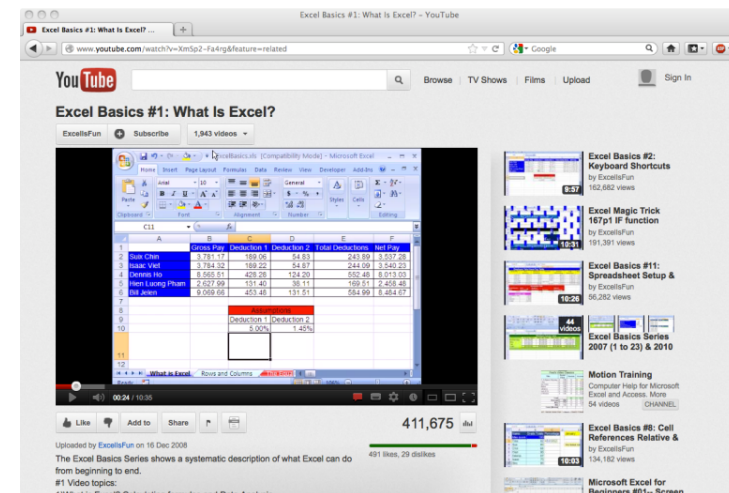 Excel Basics #1: What Is Excel? - YouTube
Excel Basics #1: What Is Excel? ...
www.youtube.com/watch?v=Xm5p2-Fa4rg&feature=related
Google
YouTube
Browse | TV Shows | Films | Upload
Sign In
Excel Basics #1: What Is Excel?
ExcelIsFun Subscribe 1,943 videos
ExcelBasics.xls [Compatibility Mode] - Microsoft Excel
Home Insert Page Layout Formulas Data Review View Developer Add-Ins
Arial 10 General
Paste Styles Cells
Clipboard Font Alignment Number Editing
C11
A B C D E F
1 Gross Pay Deduction 1 Deduction 2 Total Deductions Net Pay
2 Suix Chin 3,781.17 189.06 54.83 243.89 3,537.28
3 Isaac Viet 3,784.32 189.22 54.87 244.09 3,540.23
4 Dennis Ho 8,565.51 428.28 124.20 552.48 8,013.03
5 Hien Luong Pham 2,627.99 131.40 38.11 169.51 2,458.48
6 Bill Jelen 9,069.66 453.48 131.51 584.99 8,484.67
7
8 Assumptions
9 Deduction 1 Deduction 2
10 5.00% 1.45%
11
12
What is Excel Rows and Columns
Ready
00:24 / 10:35
Like Add to Share
411,675
Uploaded by ExcelIsFun on 16 Dec 2008
491 likes, 29 dislikes
The Excel Basics Series shows a systematic description of what Excel can do
from beginning to end.
#1 Video topics:
Excel Basics #2:
Keyboard Shortcuts
by ExcelIsFun
162,682 views
9:57
Excel Magic Trick
167p1 IF function
by ExcelIsFun
191,391 views
10:31
Excel Basics #11:
Spreadsheet Setup &
by ExcelIsFun
56,282 views
10:26
44
videos
Excel Basics Series
2007 (1 to 23) & 2010
Motion Training
Computer Help for Microsoft
Excel and Access. More
54 videos CHANNEL
Excel Basics #8: Cell
References Relative &
by ExcelIsFun
134,182 views
10:03
Microsoft Excel for
Beginners #01-- Screen